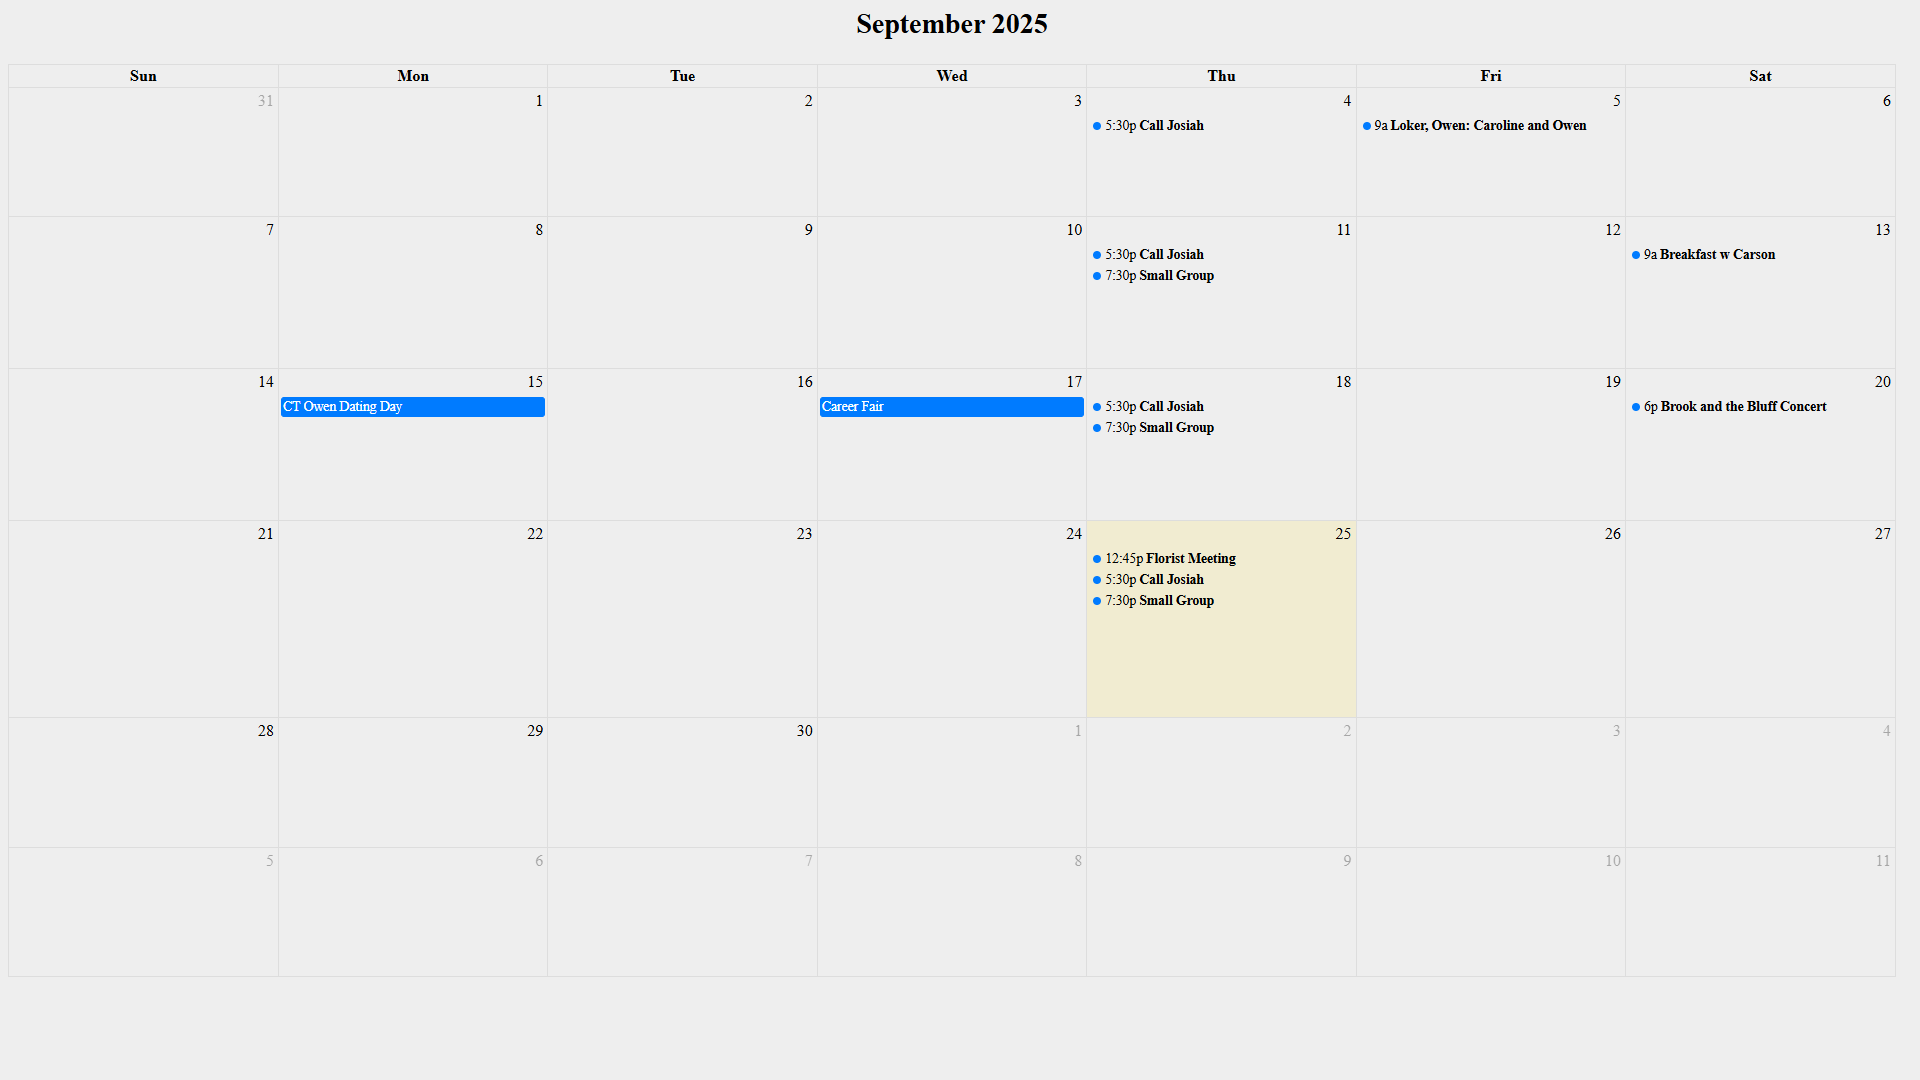 September 2025
Sun Mon Tue Wed Thu Fri Sat
31 1 2 3 4 5 6
5:30p Call Josiah
9a Loker, Owen: Caroline and Owen
7 8 9 10 11 12 13
5:30p Call Josiah
7:30p Small Group
9a Breakfast w Carson
14 15 16 17 18 19 20
CT Owen Dating Day
Career Fair
5:30p Call Josiah
7:30p Small Group
6p Brook and the Bluff Concert
21 22 23 24 25 26 27
12:45p Florist Meeting
5:30p Call Josiah
7:30p Small Group
28 29 30 1 2 3 4
5 6 7 8 9 10 11